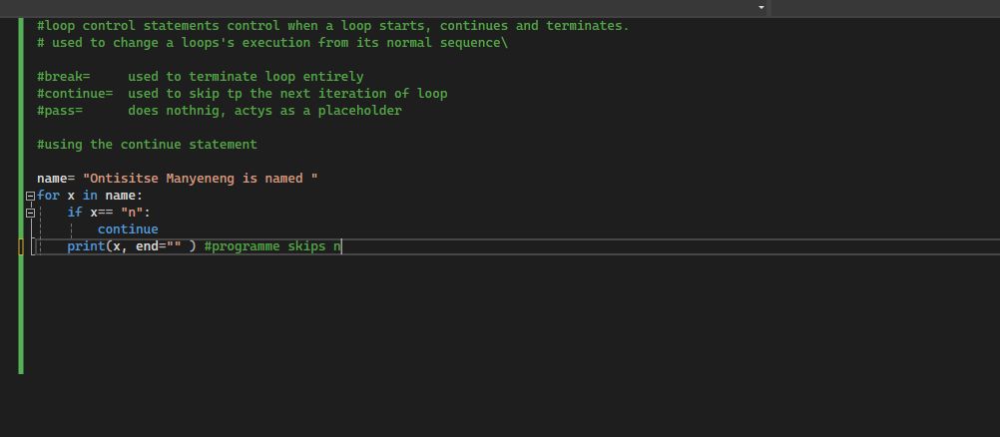 #loop control statements control when a loop starts, continues and terminates.
# used to change a loops's execution from its normal sequence\
#break=     used to terminate loop entirely
#continue=  used to skip tp the next iteration of loop
#pass=      does nothnig, actys as a placeholder
#using the continue statement
name= "Ontisitse Manyeneng is named "
for x in name:
    if x== "n":
        continue
    print(x, end="" ) #programme skips n